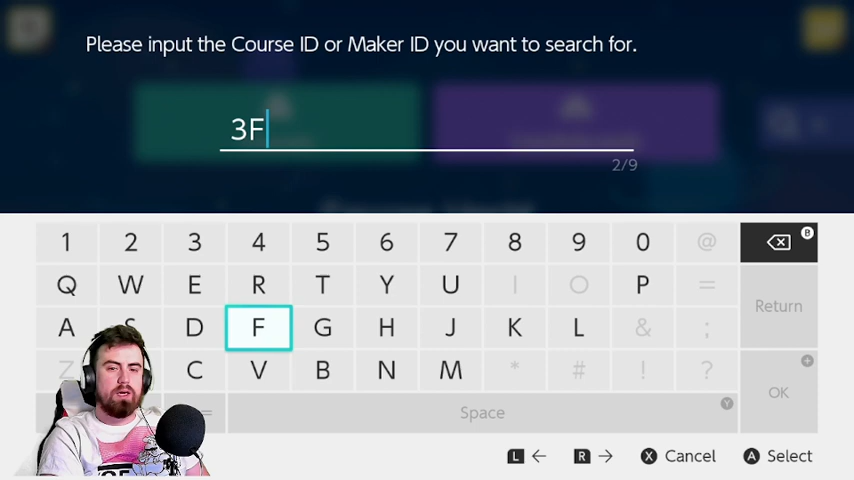 Please input the Course ID or Maker ID you want to search for.
3F
2/9
1 2 3 4 5 6 7 8 9 0 @
Q W E R T Y U I O P =
Return
A S D F G H J K L & ;
Z C V B N M * # ! ?
OK
= Space
L ← R → X Cancel A Select